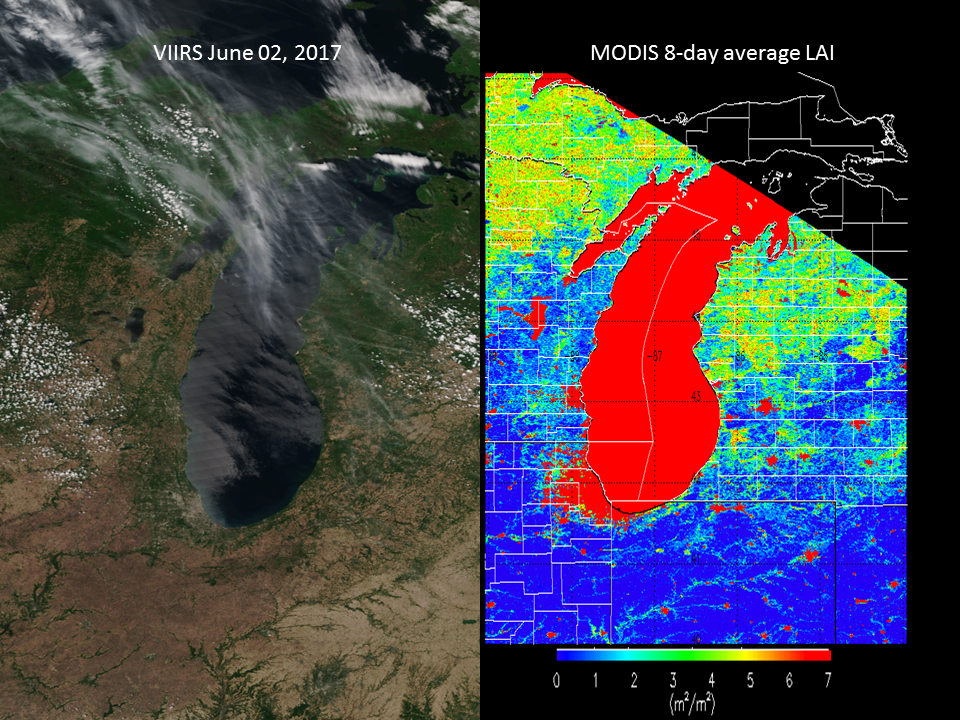 VIIRS June 02, 2017
MODIS 8-day average LAI
-87
43
0 1 2 3 4 5 6 7
(m²/m²)